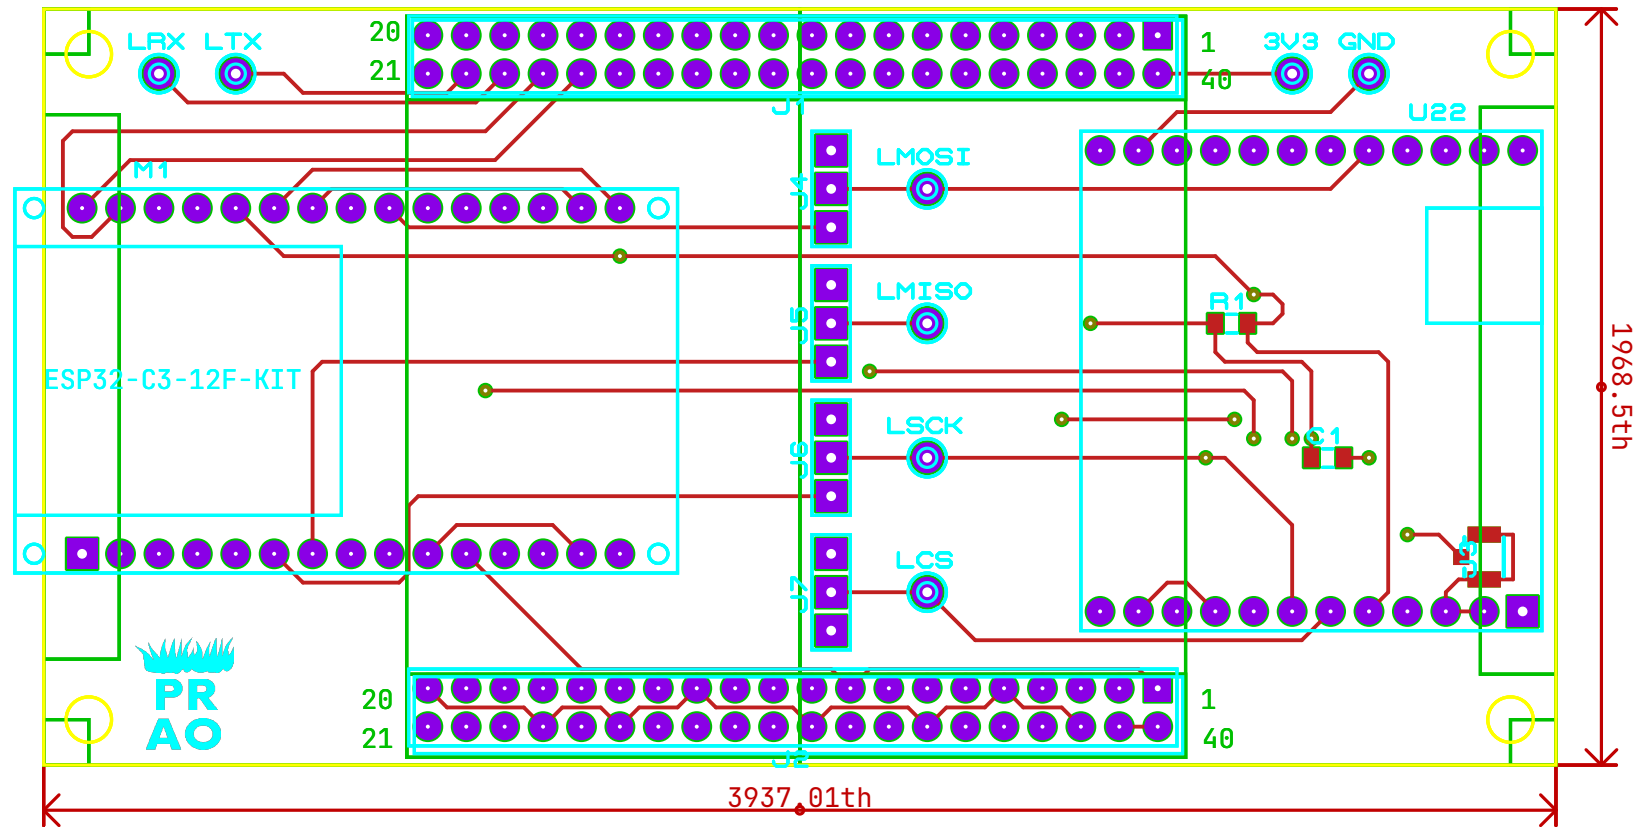 LRX LTX
20
21
1
40
3V3 GND
J1
U22
M1
LMOSI
J4
LMISO
J5
R1
ESP32-C3-12F-KIT
LSCK
J6
C1
J3
LCS
J7
PR
AO
20
21
1
40
J2
3937.01th
1968.5th